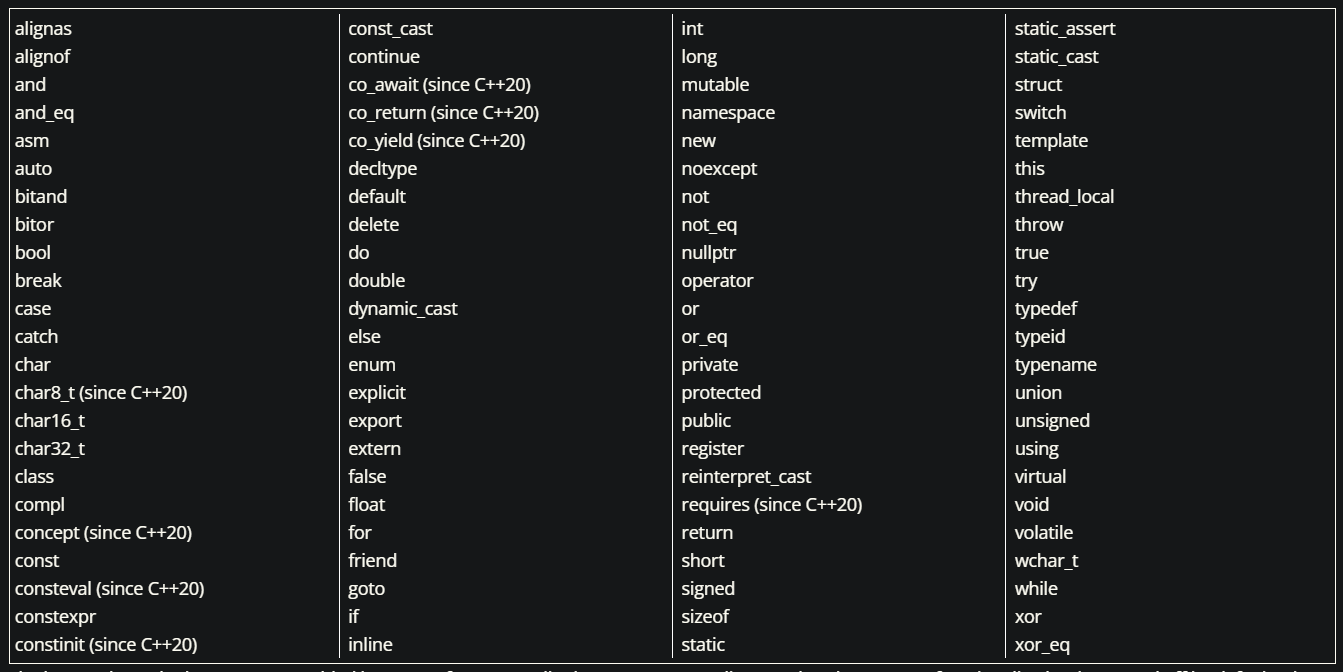 alignas
alignof
and
and_eq
asm
auto
bitand
bitor
bool
break
case
catch
char
char8_t (since C++20)
char16_t
char32_t
class
compl
concept (since C++20)
const
consteval (since C++20)
constexpr
constinit (since C++20)
const_cast
continue
co_await (since C++20)
co_return (since C++20)
co_yield (since C++20)
decltype
default
delete
do
double
dynamic_cast
else
enum
explicit
export
extern
false
float
for
friend
goto
if
inline
int
long
mutable
namespace
new
noexcept
not
not_eq
nullptr
operator
or
or_eq
private
protected
public
register
reinterpret_cast
requires (since C++20)
return
short
signed
sizeof
static
static_assert
static_cast
struct
switch
template
this
thread_local
throw
true
try
typedef
typeid
typename
union
unsigned
using
virtual
void
volatile
wchar_t
while
xor
xor_eq